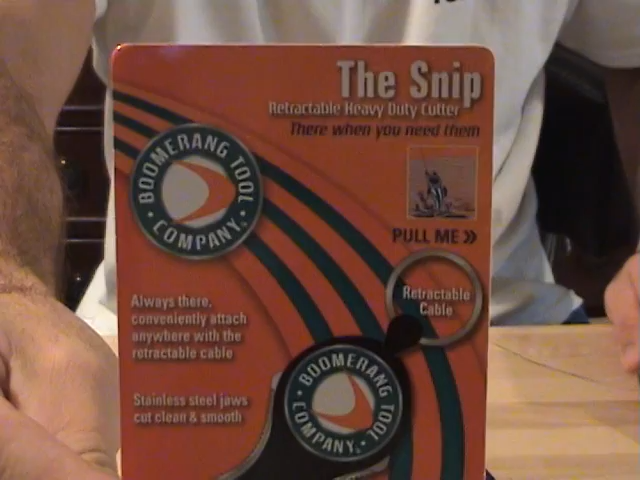 The Snip
Retractable Heavy Duty Cutter
There when you need them
BOOMERANG TOOL
COMPANY
PULL ME »
Retractable
Cable
Always there,
conveniently attach
anywhere with the
retractable cable
Stainless steel jaws
cut clean & smooth
BOOMERANG TOOL
COMPANY